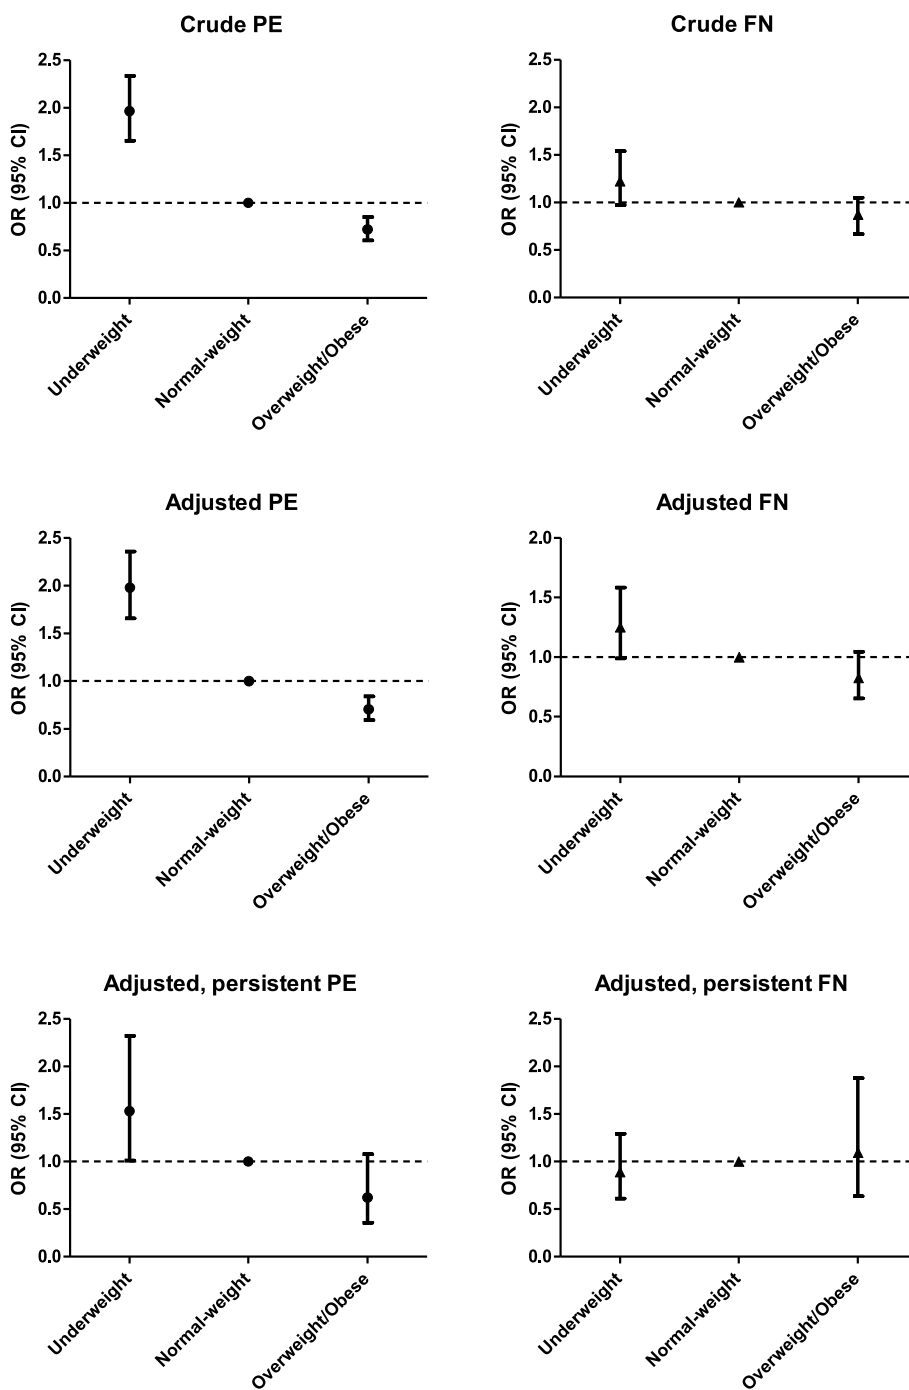 Crude PE
OR (95% CI)
2.5
2.0
1.5
1.0
0.5
0.0
Underweight
Normal-weight
Overweight/Obese
Crude FN
OR (95% CI)
2.5
2.0
1.5
1.0
0.5
0.0
Underweight
Normal-weight
Overweight/Obese
Adjusted PE
OR (95% CI)
2.5
2.0
1.5
1.0
0.5
0.0
Underweight
Normal-weight
Overweight/Obese
Adjusted FN
OR (95% CI)
2.0
1.5
1.0
0.5
0.0
Underweight
Normal-weight
Overweight/Obese
Adjusted, persistent PE
OR (95% CI)
2.5
2.0
1.5
1.0
0.5
0.0
Underweight
Normal-weight
Overweight/Obese
Adjusted, persistent FN
OR (95% CI)
2.5
2.0
1.5
1.0
0.5
0.0
Underweight
Normal-weight
Overweight/Obese